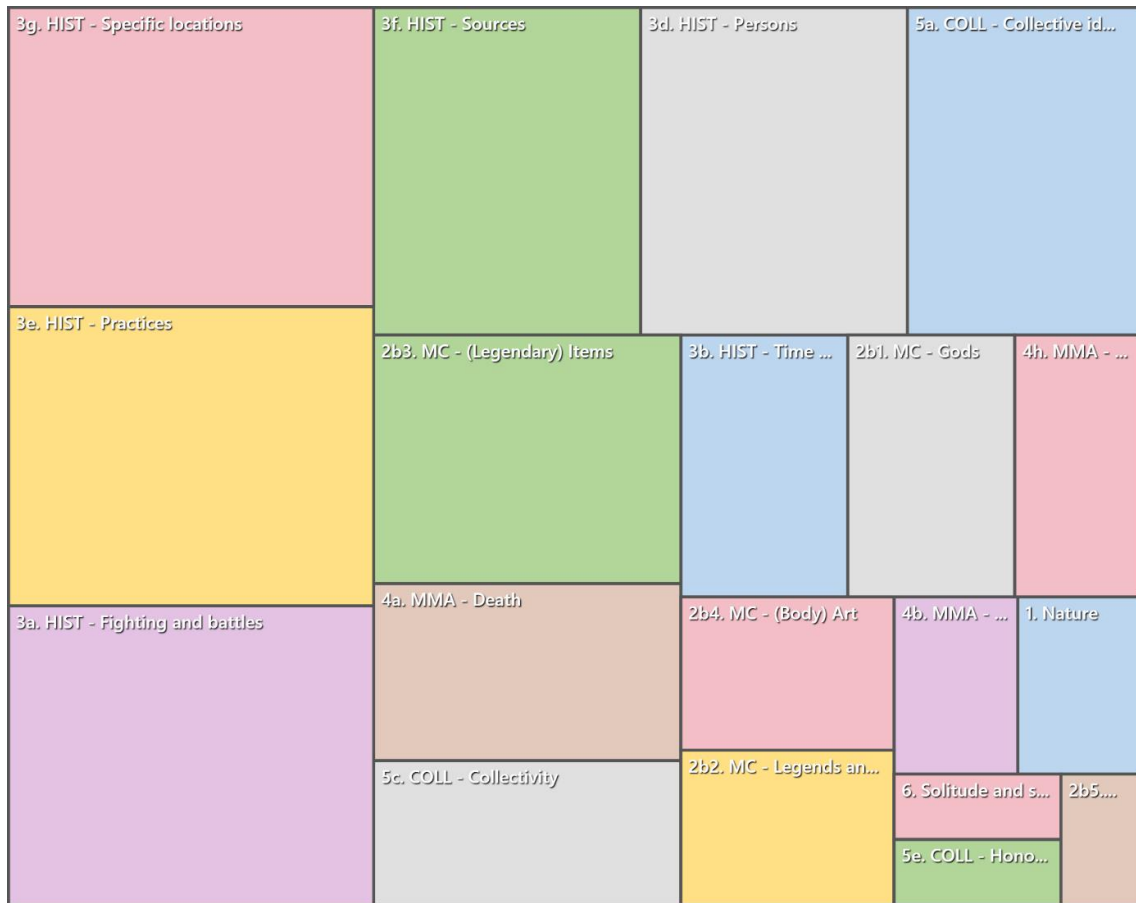 3g. HIST - Specific locations
3f. HIST - Sources
3d. HIST - Persons
5a. COLL - Collective id...
3e. HIST - Practices
2b3. MC - (Legendary) Items
3b. HIST - Time ...
2b1. MC - Gods
4h. MMA - ...
3a. HIST - Fighting and battles
4a. MMA - Death
2b4. MC - (Body) Art
4b. MMA - ...
1. Nature
5c. COLL - Collectivity
2b2. MC - Legends an...
6. Solitude and s...
2b5....
5e. COLL - Hono...